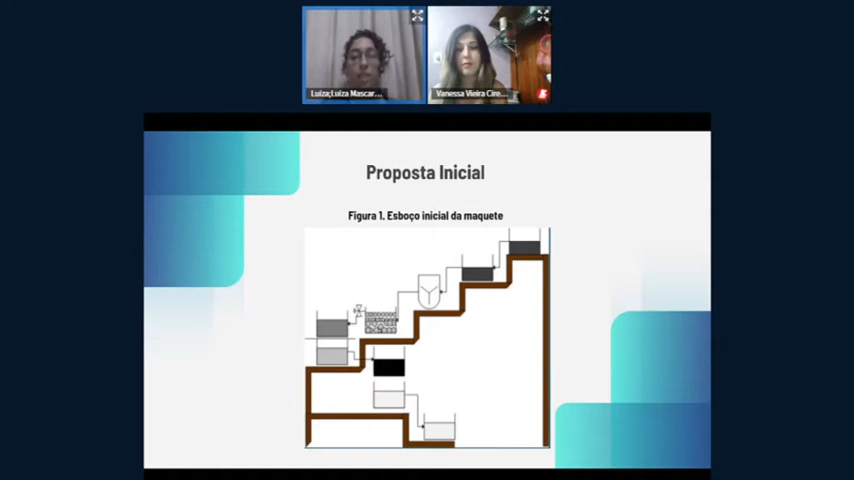 Luiza;Luiza Mascar...
Vanessa Vieira Cire...
Proposta Inicial
Figura 1. Esboço inicial da maquete